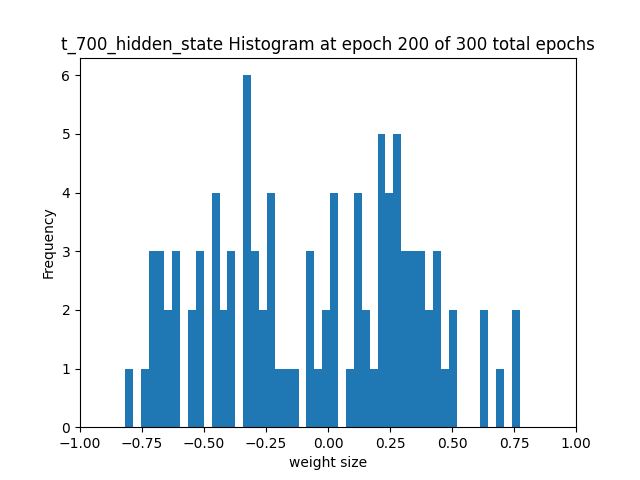 t_700_hidden_state Histogram at epoch 200 of 300 total epochs
6
5
4
3
2
1
0
Frequency
−1.00 −0.75 −0.50 −0.25 0.00 0.25 0.50 0.75 1.00
weight size